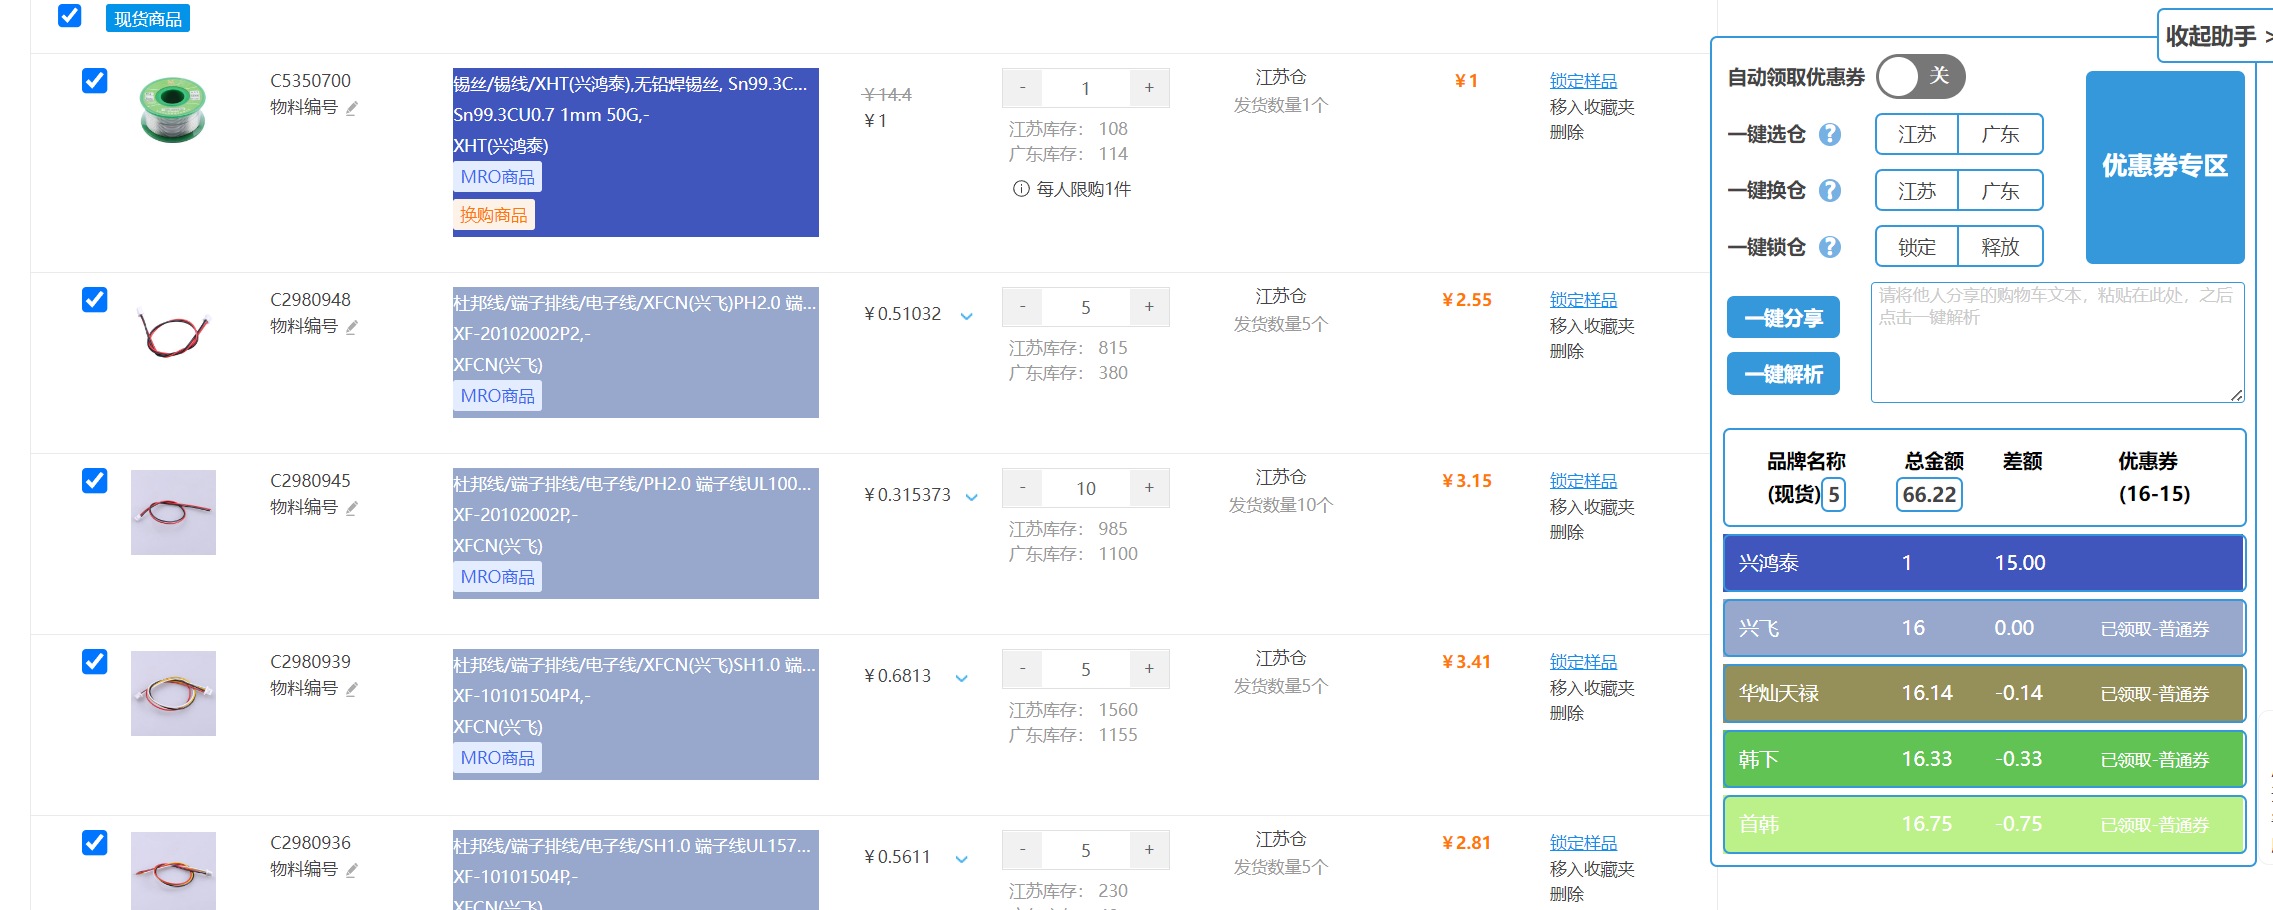 现货商品
C5350700
物料编号
锡丝/锡线/XHT(兴鸿泰),无铅焊锡丝, Sn99.3C...
Sn99.3CU0.7 1mm 50G,-
XHT(兴鸿泰)
MRO商品
换购商品
￥14.4
￥1
- 1 +
江苏库存： 108
广东库存： 114
每人限购1件
江苏仓
发货数量1个
￥1
锁定样品
移入收藏夹
删除
C2980948
物料编号
杜邦线/端子排线/电子线/XFCN(兴飞)PH2.0 端...
XF-20102002P2,-
XFCN(兴飞)
MRO商品
￥0.51032
- 5 +
江苏库存： 815
广东库存： 380
江苏仓
发货数量5个
￥2.55
锁定样品
移入收藏夹
删除
C2980945
物料编号
杜邦线/端子排线/电子线/PH2.0 端子线UL100...
XF-20102002P,-
XFCN(兴飞)
MRO商品
￥0.315373
- 10 +
江苏库存： 985
广东库存： 1100
江苏仓
发货数量10个
￥3.15
锁定样品
移入收藏夹
删除
C2980939
物料编号
杜邦线/端子排线/电子线/XFCN(兴飞)SH1.0 端...
XF-10101504P4,-
XFCN(兴飞)
MRO商品
￥0.6813
- 5 +
江苏库存： 1560
广东库存： 1155
江苏仓
发货数量5个
￥3.41
锁定样品
移入收藏夹
删除
C2980936
物料编号
杜邦线/端子排线/电子线/SH1.0 端子线UL157...
XF-10101504P,-
XFCN(兴飞)
￥0.5611
- 5 +
江苏库存： 230
江苏仓
发货数量5个
￥2.81
锁定样品
移入收藏夹
删除
收起助手 >
自动领取优惠券 关
一键选仓 ? 江苏 广东
一键换仓 ? 江苏 广东
一键锁仓 ? 锁定 释放
优惠券专区
一键分享
一键解析
请将他人分享的购物车文本，粘贴在此处，之后
点击一键解析
品牌名称 总金额 差额 优惠券
(现货) 5 66.22 (16-15)
兴鸿泰 1 15.00
兴飞 16 0.00 已领取-普通券
华灿天禄 16.14 -0.14 已领取-普通券
韩下 16.33 -0.33 已领取-普通券
首韩 16.75 -0.75 已领取-普通券